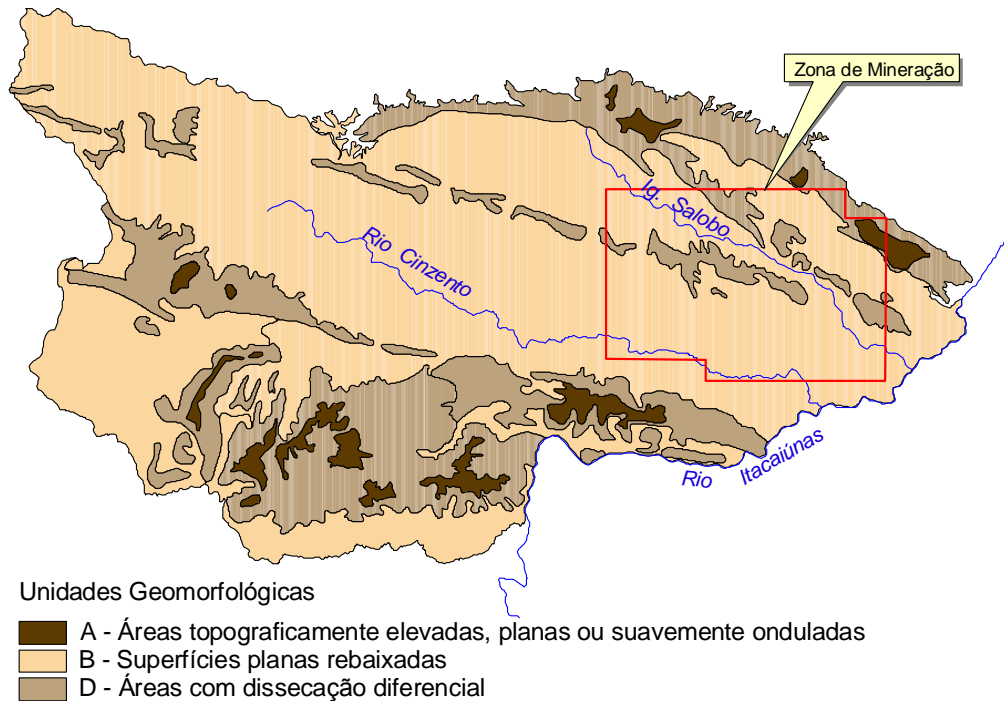 Zona de Mineração
Ig. Salobo
Rio Cinzento
Rio Itacaiúnas
Unidades Geomorfológicas
A - Áreas topograficamente elevadas, planas ou suavemente onduladas
B - Superfícies planas rebaixadas
D - Áreas com dissecação diferencial